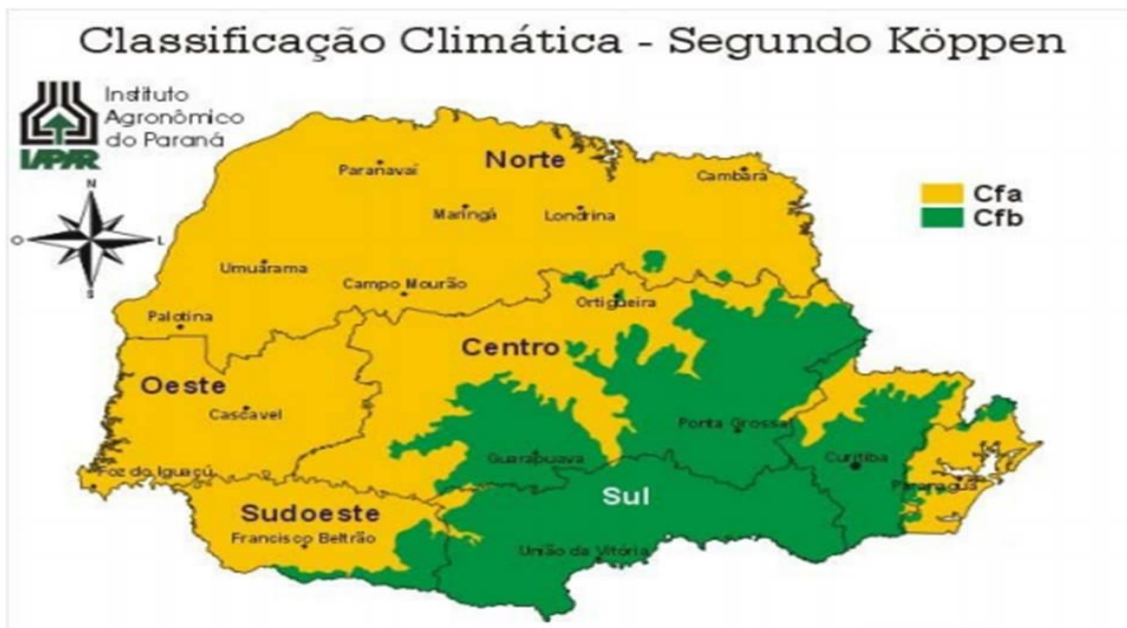 Classificação Climática - Segundo Köppen
Instituto
Agronômico
do Paraná
IAPAR
N
O
L
S
Norte
Paranavaí
Cambará
Maringá
Londrina
Cfa
Cfb
Umuarama
Campo Mourão
Ortigueira
Palotina
Centro
Oeste
Cascavel
Ponta Grossa
Guarapuava
Curitiba
Foz do Iguaçú
Paranaguá
Sul
Sudoeste
Francisco Beltrão
União da Vitória